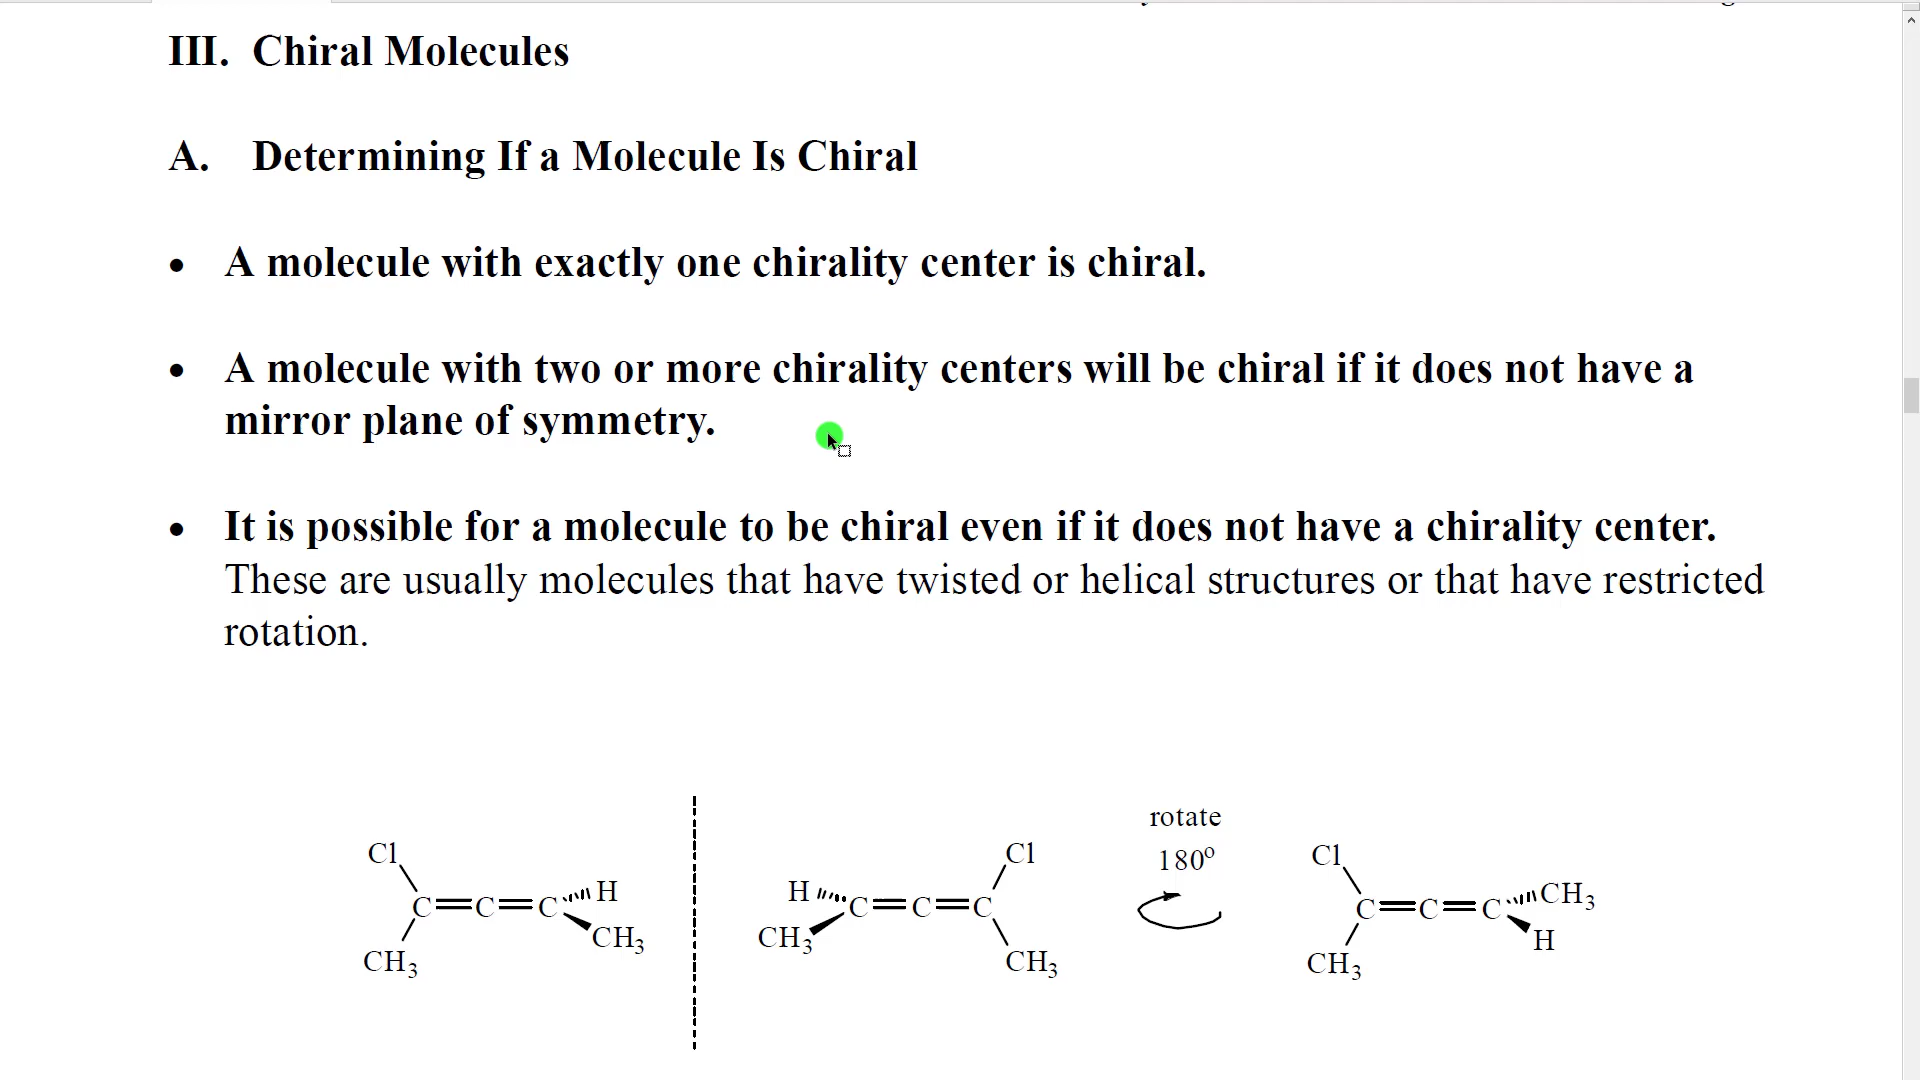 III. Chiral Molecules
A. Determining If a Molecule Is Chiral
• A molecule with exactly one chirality center is chiral.
• A molecule with two or more chirality centers will be chiral if it does not have a
mirror plane of symmetry.
• It is possible for a molecule to be chiral even if it does not have a chirality center.
These are usually molecules that have twisted or helical structures or that have restricted
rotation.
Cl
C=C=C
H
CH₃
CH₃
H
CH₃
C=C=C
Cl
CH₃
rotate
180°
Cl
C=C=C
CH₃
H
CH₃